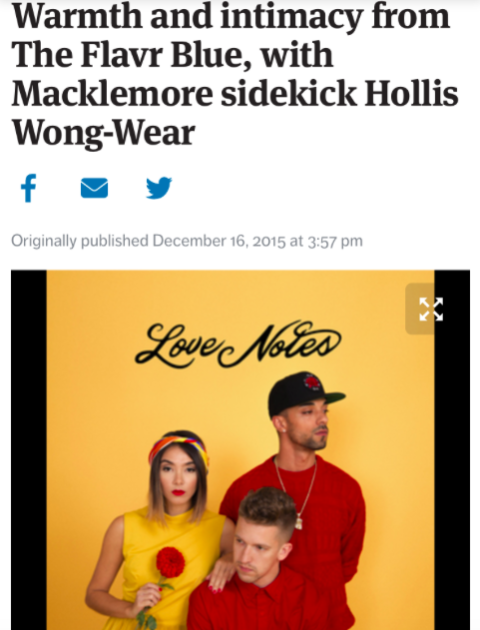 Warmth and intimacy from
The Flavr Blue, with
Macklemore sidekick Hollis
Wong-Wear
Originally published December 16, 2015 at 3:57 pm
Love Notes